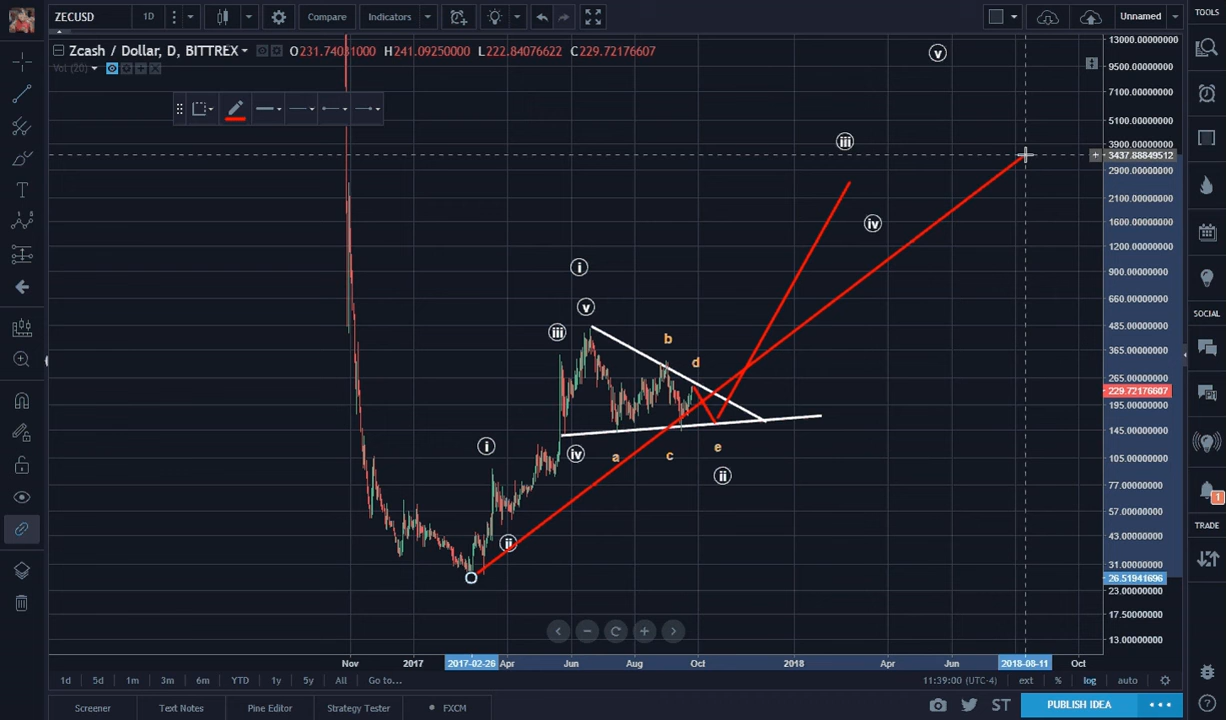 ZECUSD 1D Compare Indicators Unnamed TOOLS
Zcash / Dollar, D, BITTREX O231.74031000 H241.09250000 L222.84076622 C229.72176607
Vol (20)
13000.00000000
9500.00000000
7100.00000000
5100.00000000
3900.00000000
3437.88849512
2900.00000000
2100.00000000
1600.00000000
1200.00000000
900.00000000
660.00000000
485.00000000
365.00000000
265.00000000
229.72176607
195.00000000
145.00000000
105.00000000
77.00000000
57.00000000
43.00000000
31.00000000
26.51941696
23.00000000
17.50000000
13.00000000
v
iii
iv
i
v
iii
b
d
i
iv
a
c
e
ii
ii
SOCIAL
1
TRADE
Nov 2017 2017-02-26 Apr Jun Aug Oct 2018 Apr Jun 2018-08-11 Oct
1d 5d 1m 3m 6m YTD 1y 5y All Go to... 11:39:00 (UTC-4) ext % log auto
Screener Text Notes Pine Editor Strategy Tester FXCM ST PUBLISH IDEA